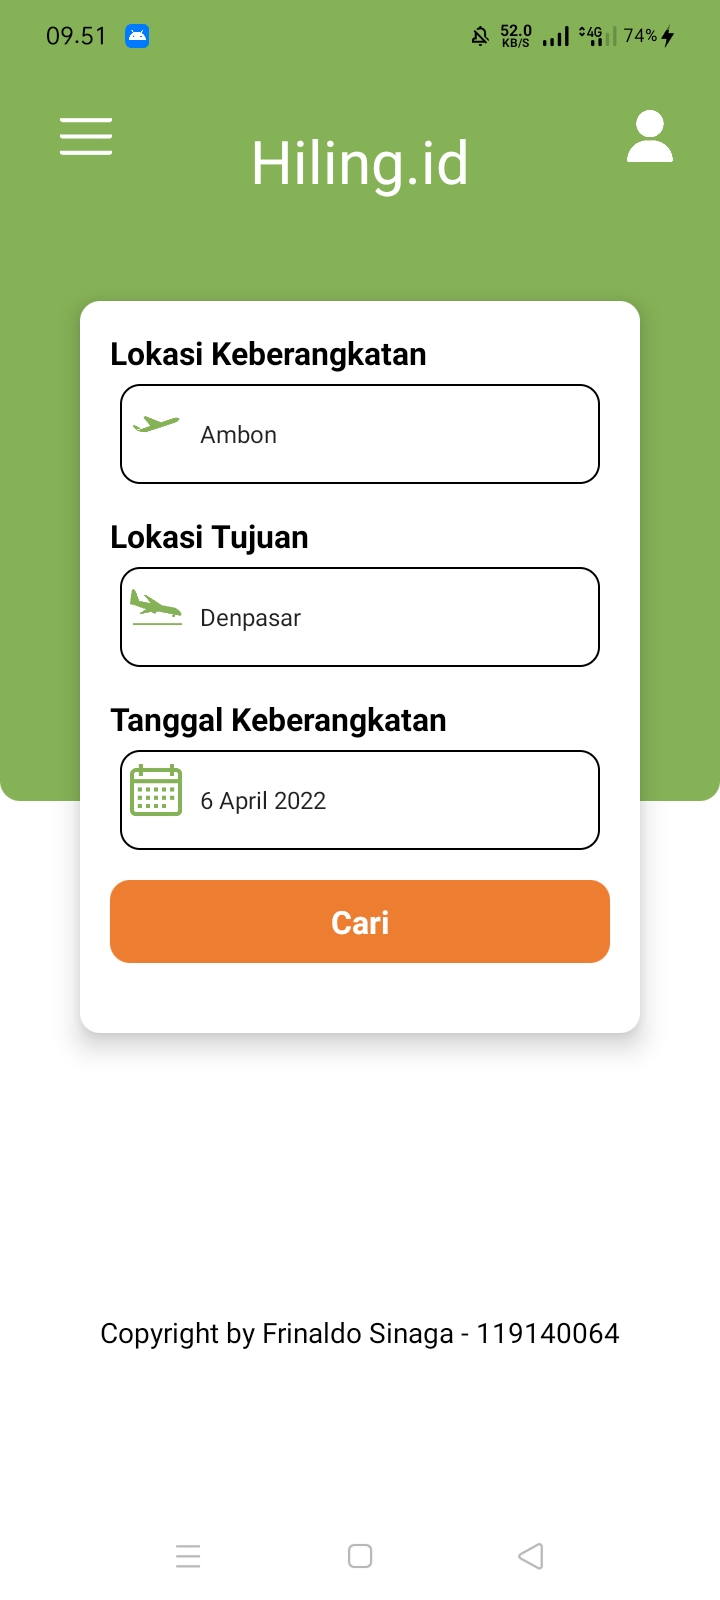 09.51
52.0
KB/S
4G
74%
Hiling.id
Lokasi Keberangkatan
Ambon
Lokasi Tujuan
Denpasar
Tanggal Keberangkatan
6 April 2022
Cari
Copyright by Frinaldo Sinaga - 119140064